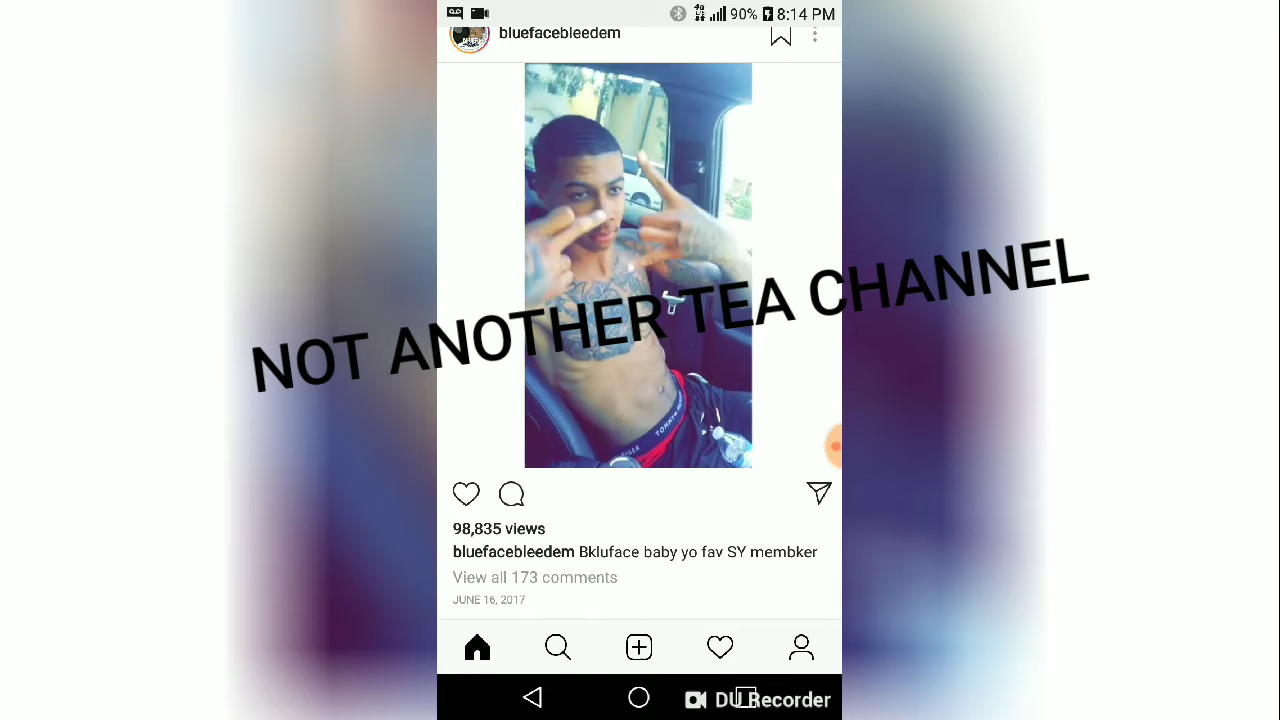 90% 8:14 PM
bluefacebleedem
NOT ANOTHER TEA CHANNEL
98,835 views
bluefacebleedem Bkluface baby yo fav SY membker
View all 173 comments
JUNE 16, 2017
DU Recorder